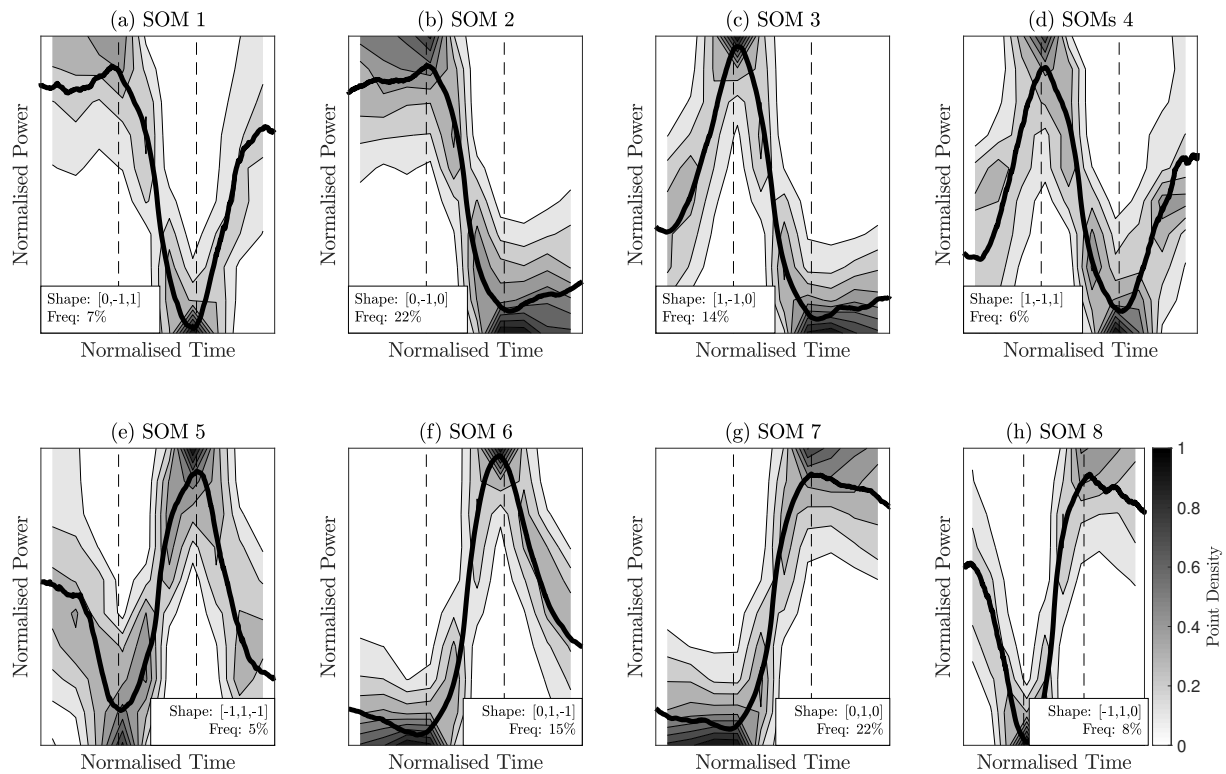 (a) SOM 1
Normalised Power
Shape: [0,-1,1]
Freq: 7%
Normalised Time
(b) SOM 2
Normalised Power
Shape: [0,-1,0]
Freq: 22%
Normalised Time
(c) SOM 3
Normalised Power
Shape: [1,-1,0]
Freq: 14%
Normalised Time
(d) SOMs 4
Normalised Power
Shape: [1,-1,1]
Freq: 6%
Normalised Time
(e) SOM 5
Normalised Power
Shape: [-1,1,-1]
Freq: 5%
Normalised Time
(f) SOM 6
Normalised Power
Shape: [0,1,-1]
Freq: 15%
Normalised Time
(g) SOM 7
Normalised Power
Shape: [0,1,0]
Freq: 22%
Normalised Time
(h) SOM 8
Normalised Power
Shape: [-1,1,0]
Freq: 8%
Normalised Time
1
0.8
0.6
0.4
0.2
0
Point Density